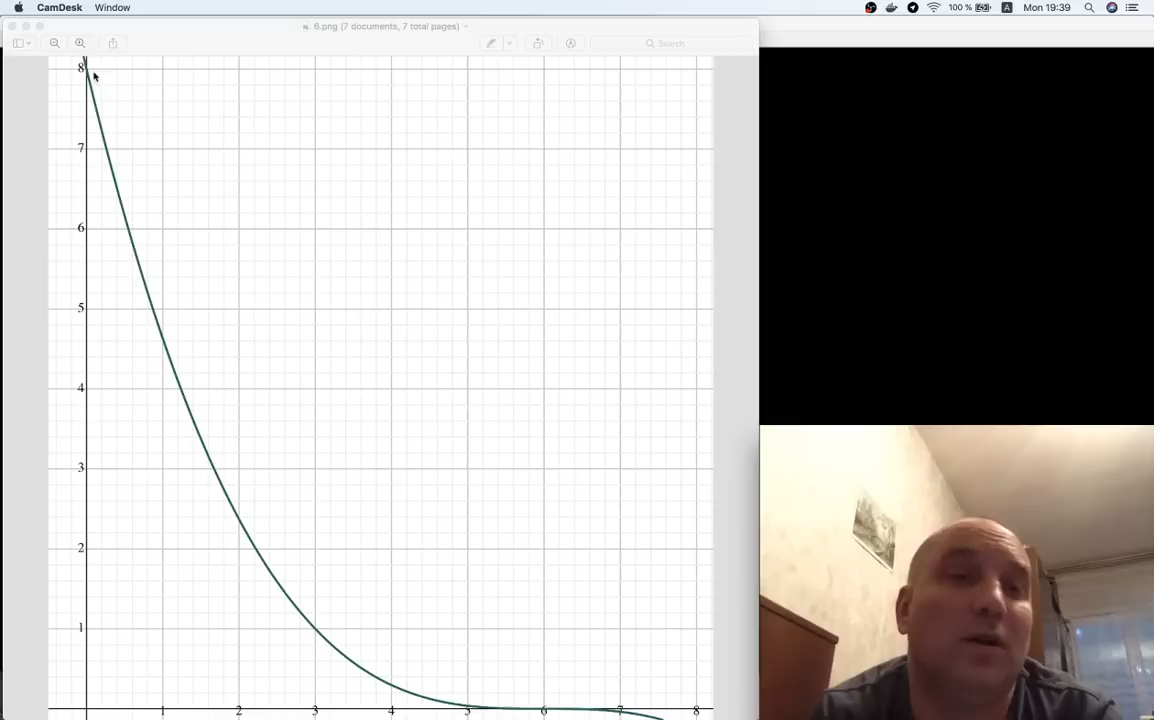 CamDesk Window 100 % A Mon 19:39
6.png (7 documents, 7 total pages)
Search
8
7
6
5
4
3
2
1
1 2 3 4 5 6 7 8